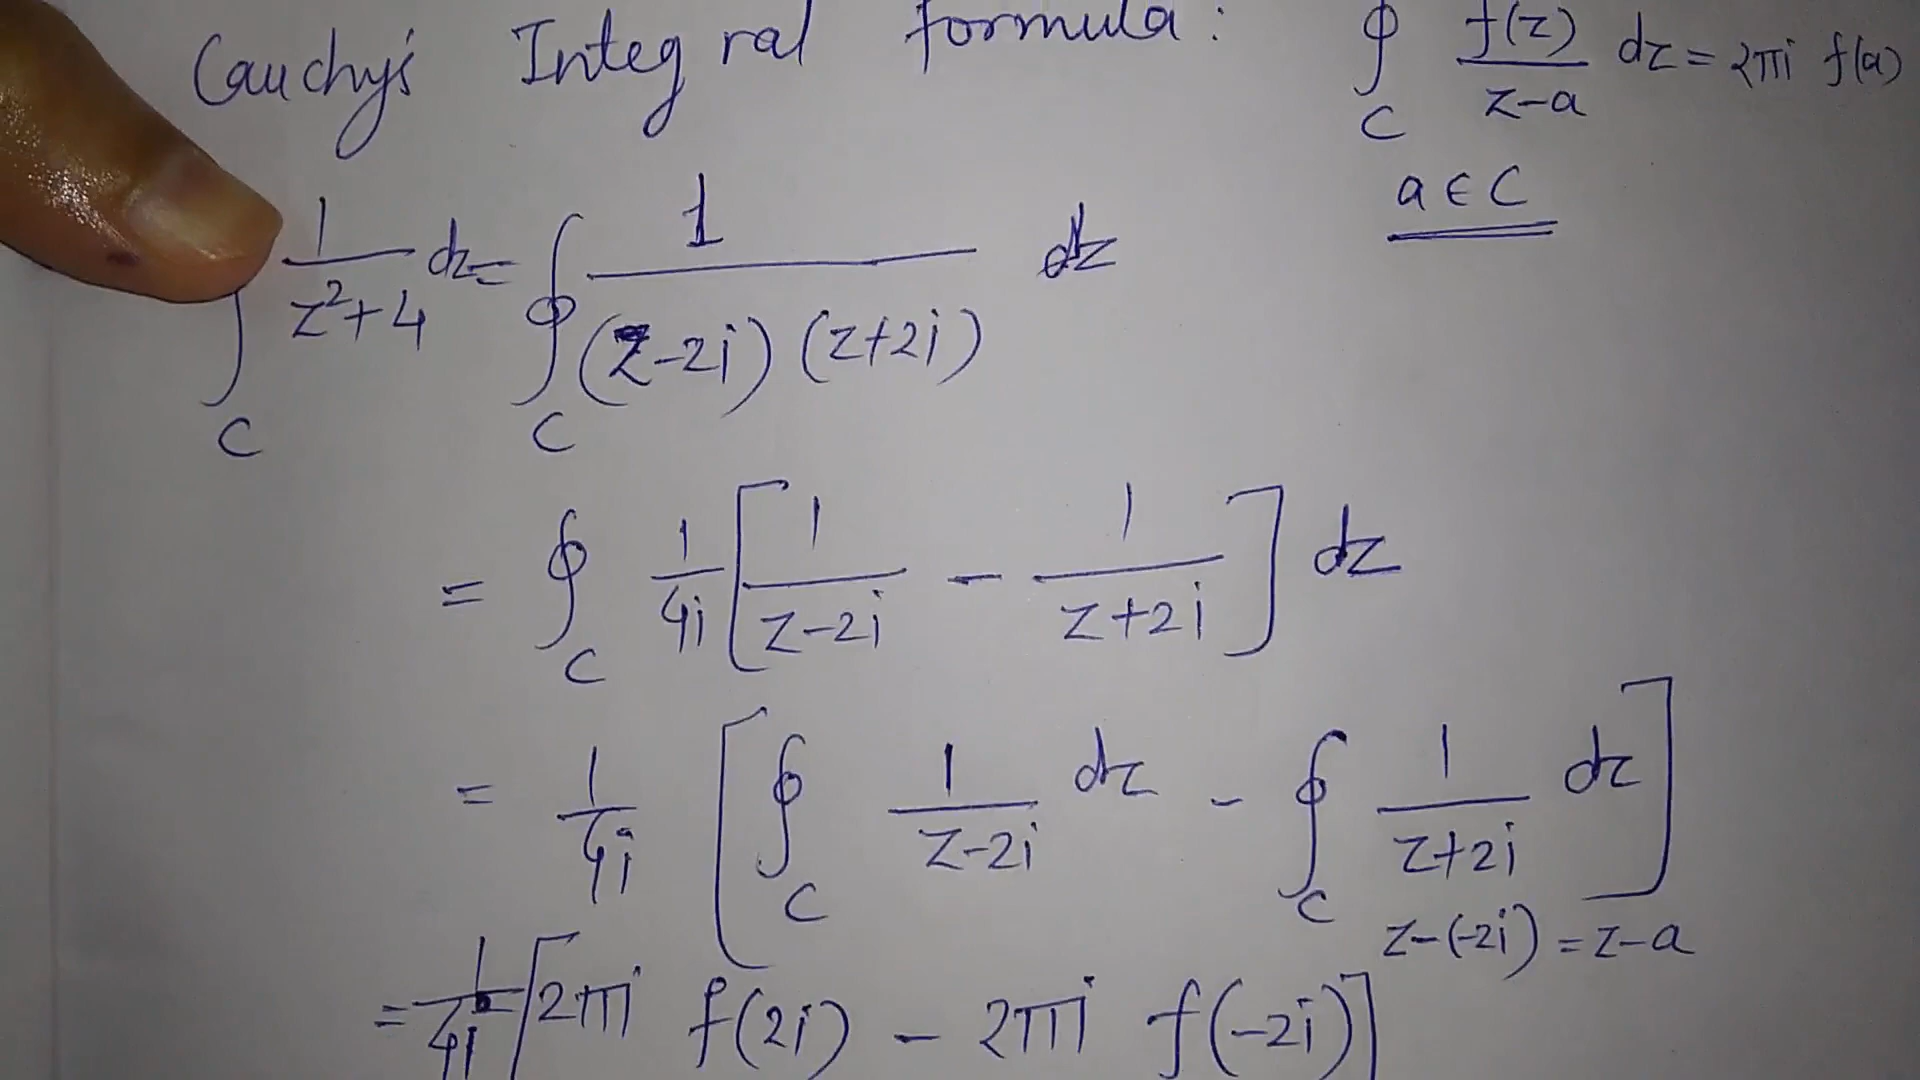 Cauchy's Integral formula: ∮_C f(z)/(z-a) dz = 2πi f(a)
a ∈ C
∫_C 1/(z²+4) dz = ∮_C 1/((z-2i)(z+2i)) dz
= ∮_C 1/4i [1/(z-2i) - 1/(z+2i)] dz
= 1/4i [∮_C 1/(z-2i) dz - ∮_C 1/(z+2i) dz]
z-(-2i) = z-a
= 1/4i [2πi f(2i) - 2πi f(-2i)]